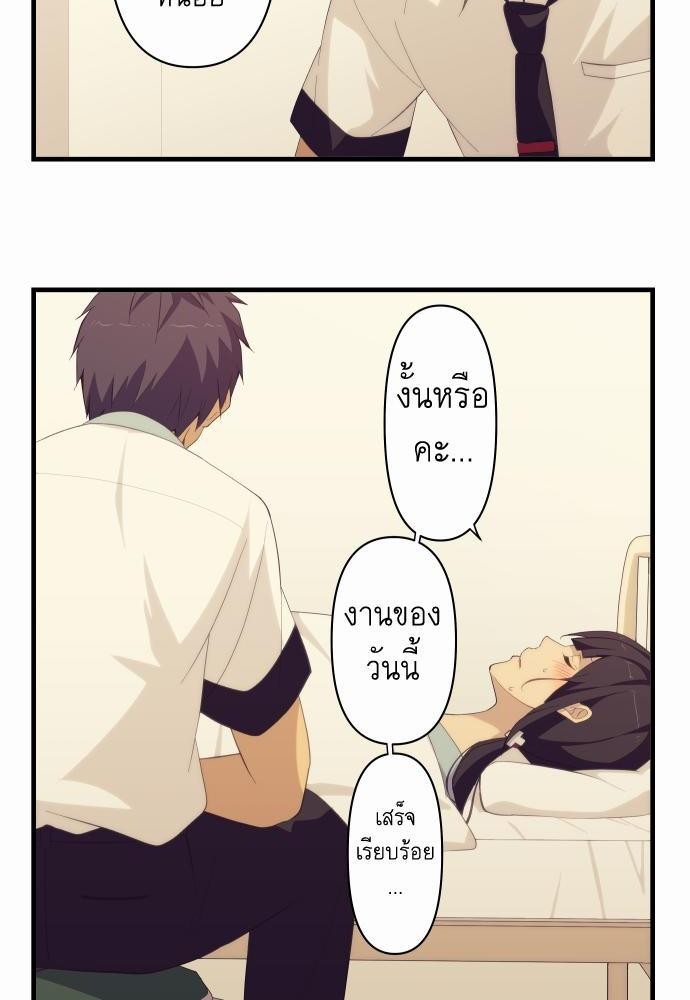 งั้นหรือ
คะ...
งานของ
วันนี้
เสร็จ
เรียบร้อย
...